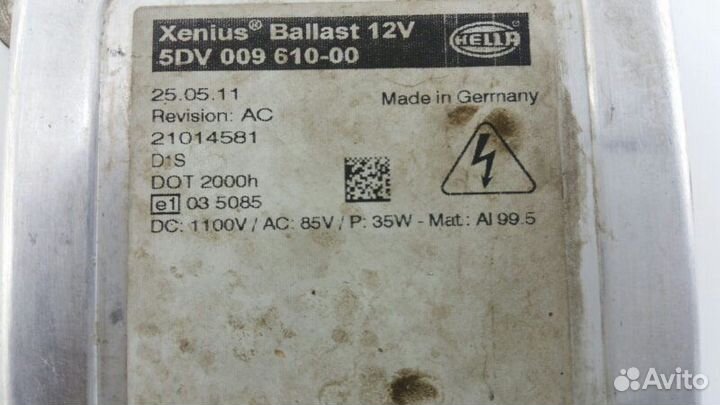 Xenius® Ballast 12V
5DV 009 610-00
HELLA
25.05.11
Made in Germany
Revision: AC
21014581
D1S
DOT 2000h
e1 03 5085
DC: 1100V / AC: 85V / P: 35W - Mat.: Al 99.5
Avito